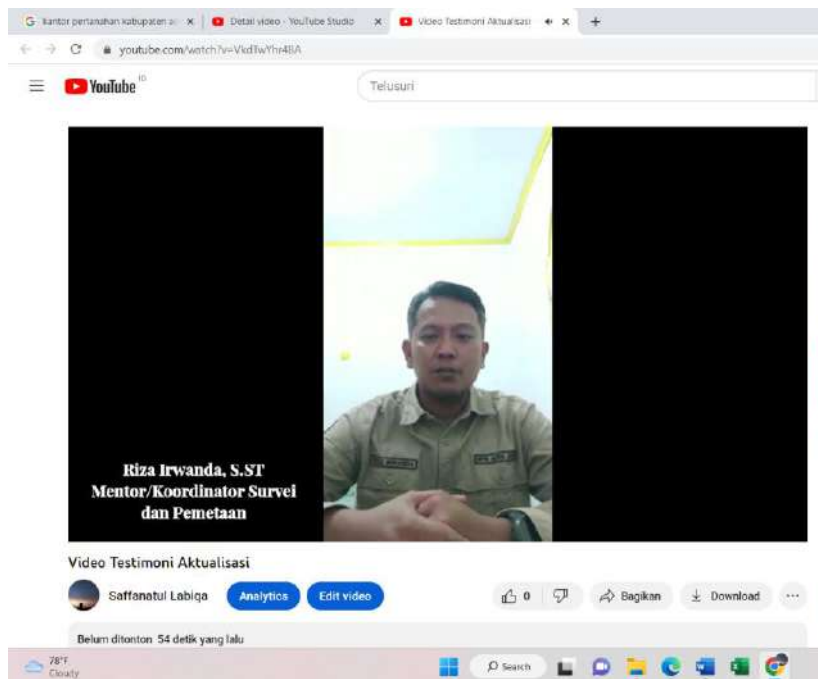 Kantor pertanahan kabupaten ac
Detail video - YouTube Studio
Video Testimoni Aktualisasi
youtube.com/watch?v=VkdTwYhr4BA
YouTube ID
Telusuri
Riza Irwanda, S.ST
Mentor/Koordinator Survei
dan Pemetaan
Video Testimoni Aktualisasi
Saffanatul Labiqa
Analytics
Edit video
0
Bagikan
Download
Belum ditonton 54 detik yang lalu
78°F
Cloudy
Search